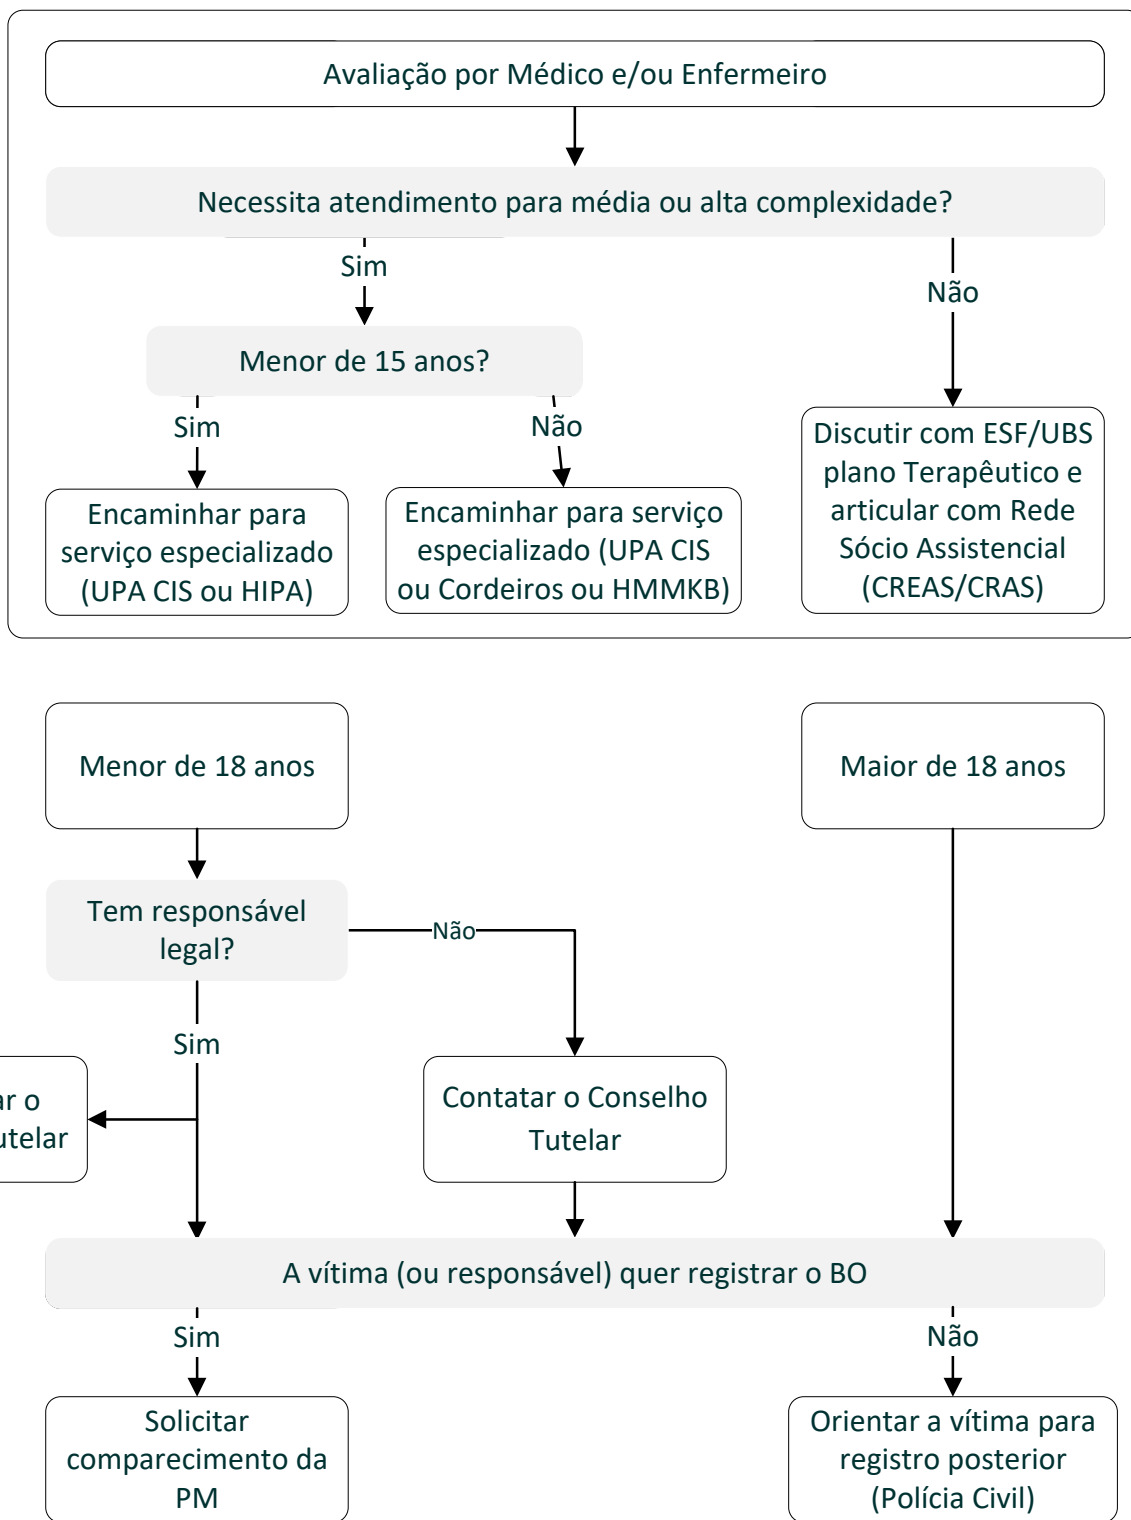 Avaliação por Médico e/ou Enfermeiro
Necessita atendimento para média ou alta complexidade?
Sim
Não
Menor de 15 anos?
Sim
Não
Encaminhar para
serviço especializado
(UPA CIS ou HIPA)
Encaminhar para serviço
especializado (UPA CIS
ou Cordeiros ou HMMKB)
Discutir com ESF/UBS
plano Terapêutico e
articular com Rede
Sócio Assistencial
(CREAS/CRAS)
Menor de 18 anos
Maior de 18 anos
Tem responsável
legal?
Não
Sim
ar o
utelar
Contatar o Conselho
Tutelar
A vítima (ou responsável) quer registrar o BO
Sim
Não
Solicitar
comparecimento da
PM
Orientar a vítima para
registro posterior
(Polícia Civil)